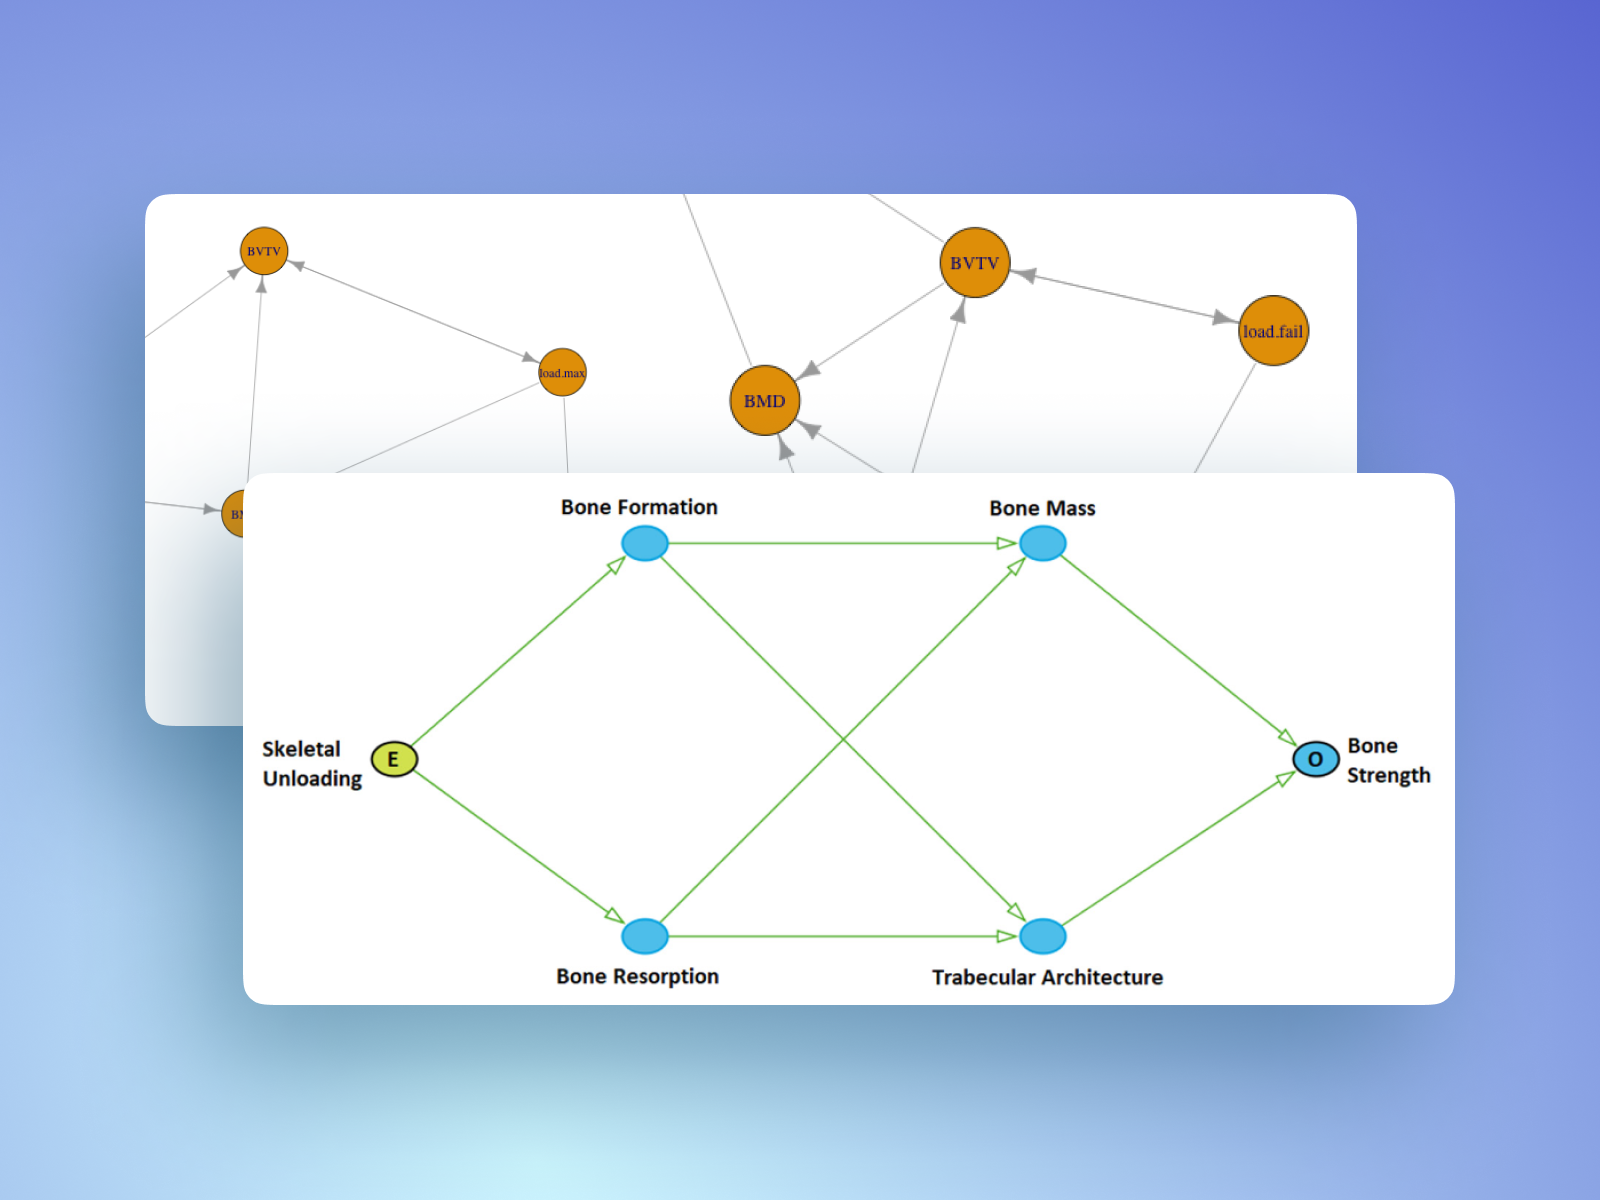 BVTV
load.max
BVTV
load.fail
BMD
Bone Formation
Bone Mass
Skeletal
Unloading
E
O
Bone
Strength
Bone Resorption
Trabecular Architecture